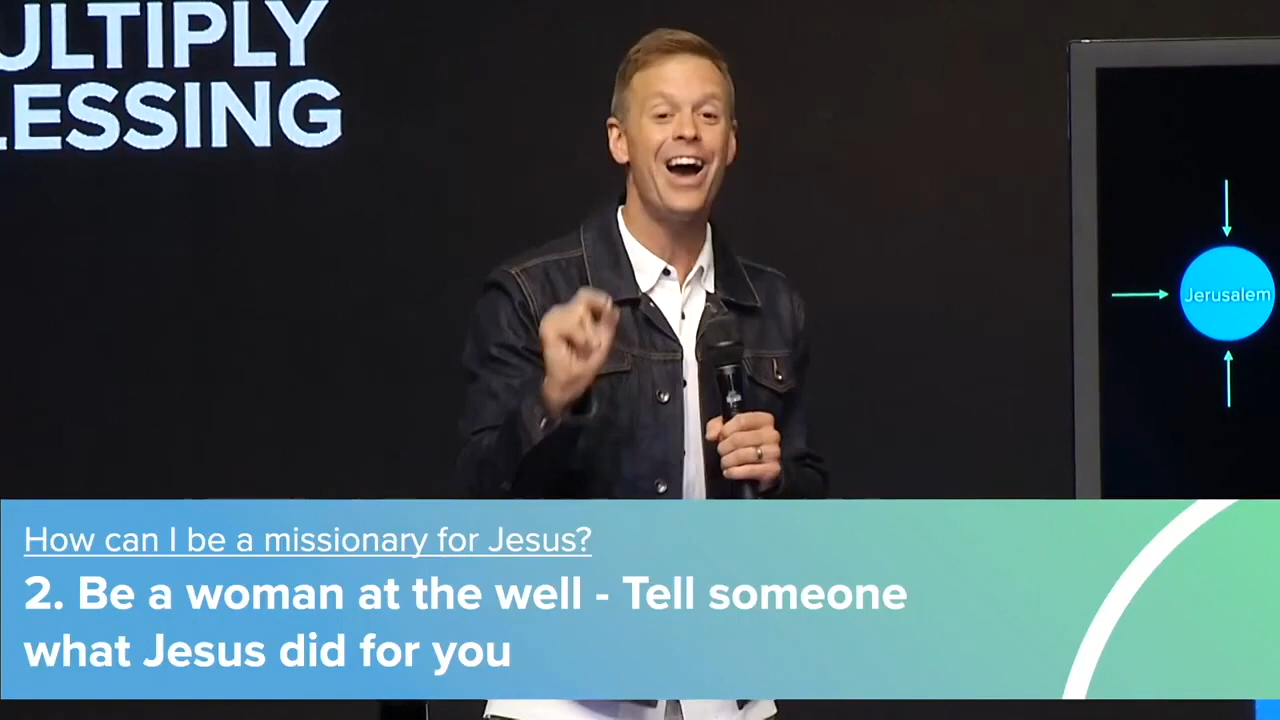 ULTIPLY
LESSING
Jerusalem
How can I be a missionary for Jesus?
2. Be a woman at the well - Tell someone
what Jesus did for you